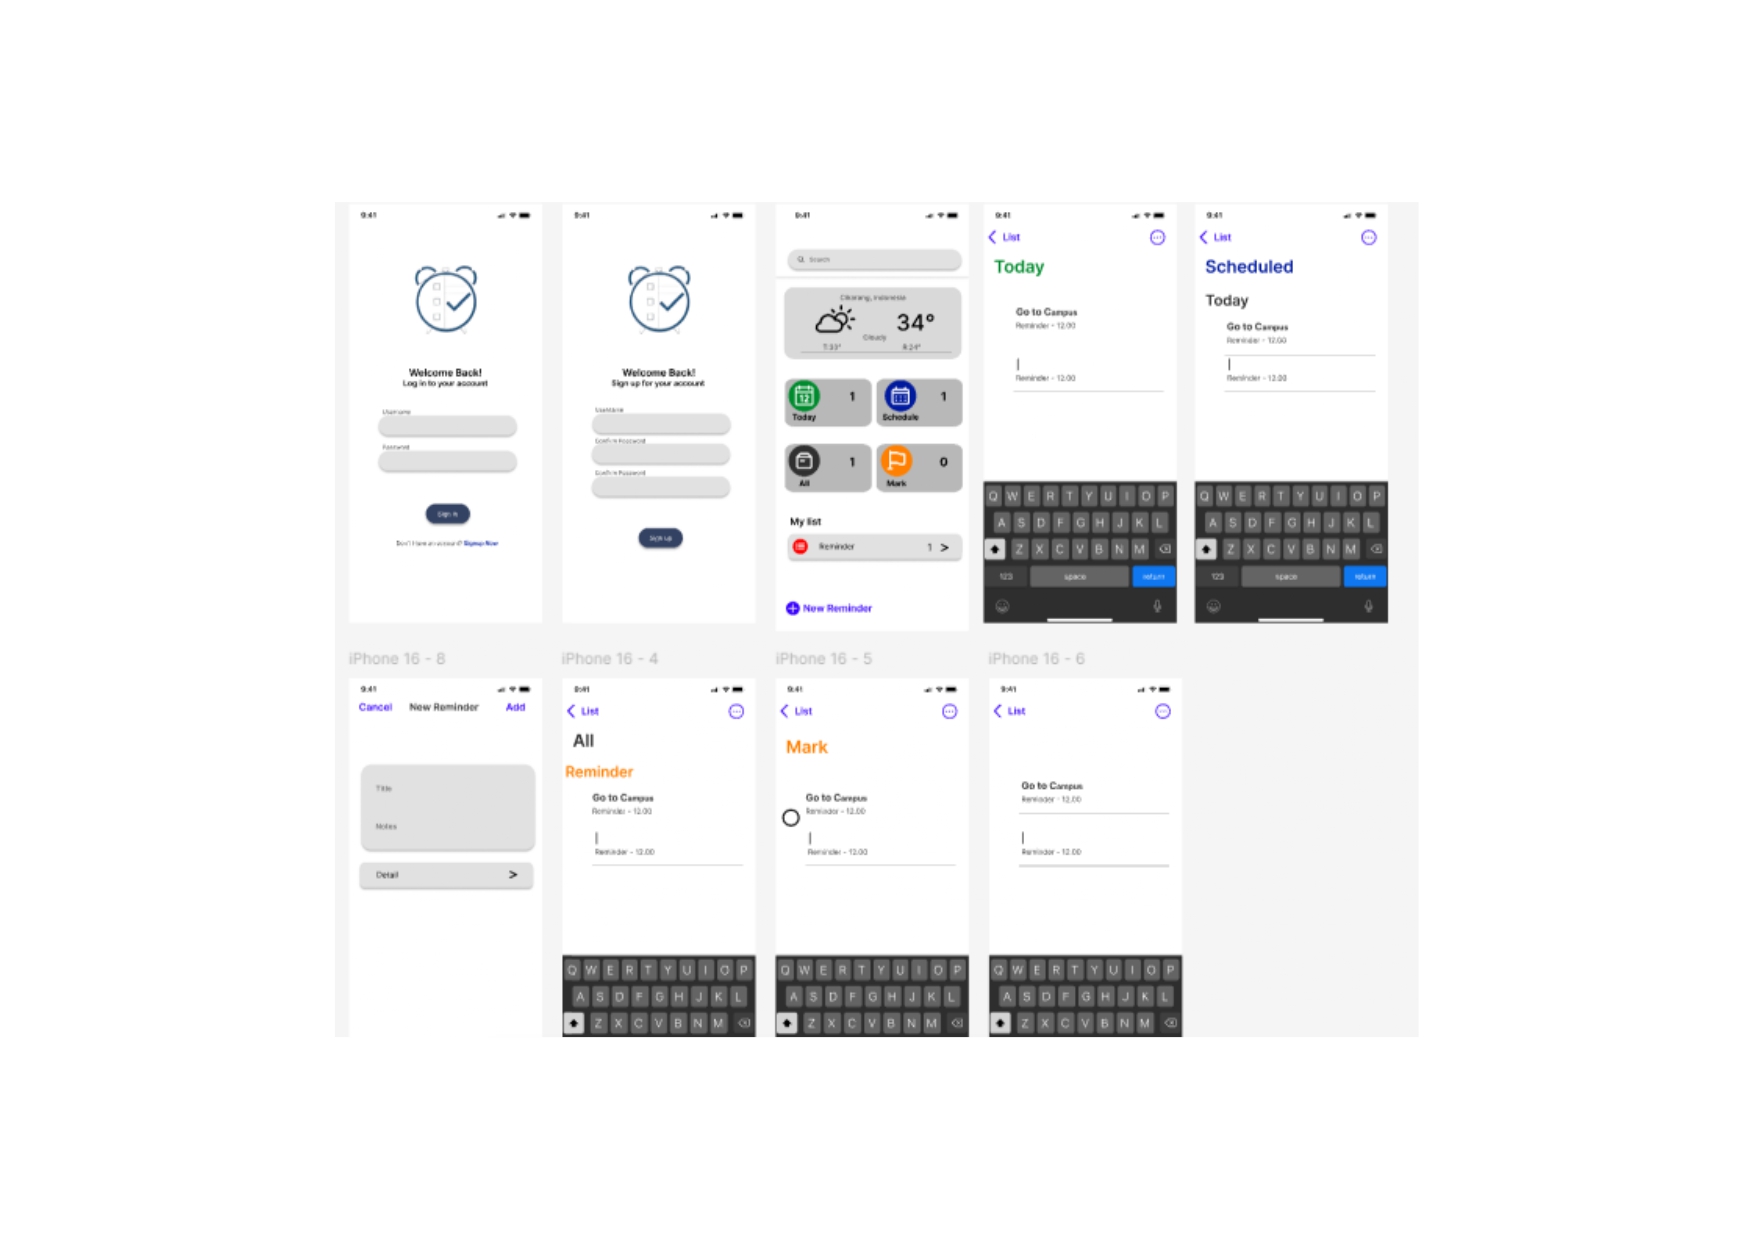 9:41
Welcome Back!
Log in to your account
Username
Password
Sign In
Don't Have an account? Signup Now
9:41
Welcome Back!
Sign up for your account
Username
Confirm Password
Confirm Password
Sign up
9:41
Search
Cikarang, Indonesia
34°
Cloudy
T:33° R:24°
1
Today
1
Schedule
1
All
0
Mark
My list
Reminder 1 >
New Reminder
9:41
List
Today
Go to Campus
Reminder - 12.00
Reminder - 12.00
Q W E R T Y U I O P
A S D F G H J K L
Z X C V B N M
123 space return
9:41
List
Scheduled
Today
Go to Campus
Reminder - 12.00
Reminder - 12.00
Q W E R T Y U I O P
A S D F G H J K L
Z X C V B N M
123 space return
iPhone 16 - 8
9:41
Cancel New Reminder Add
Title
Notes
Detail >
iPhone 16 - 4
9:41
List
All
Reminder
Go to Campus
Reminder - 12.00
Reminder - 12.00
Q W E R T Y U I O P
A S D F G H J K L
Z X C V B N M
iPhone 16 - 5
9:41
List
Mark
Go to Campus
Reminder - 12.00
Reminder - 12.00
Q W E R T Y U I O P
A S D F G H J K L
Z X C V B N M
iPhone 16 - 6
9:41
List
Go to Campus
Reminder - 12.00
Reminder - 12.00
Q W E R T Y U I O P
A S D F G H J K L
Z X C V B N M